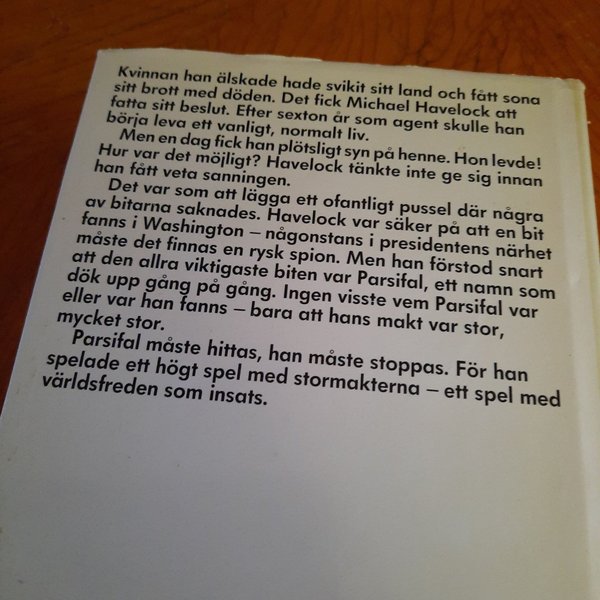 Kvinnan han älskade hade svikit sitt land och fått sona
sitt brott med döden. Det fick Michael Havelock att
fatta sitt beslut. Efter sexton år som agent skulle han
börja leva ett vanligt, normalt liv.
Men en dag fick han plötsligt syn på henne. Hon levde!
Hur var det möjligt? Havelock tänkte inte ge sig innan
han fått veta sanningen.
Det var som att lägga ett ofantligt pussel där några
av bitarna saknades. Havelock var säker på att en bit
fanns i Washington – någonstans i presidentens närhet
måste det finnas en rysk spion. Men han förstod snart
att den allra viktigaste biten var Parsifal, ett namn som
dök upp gång på gång. Ingen visste vem Parsifal var
eller var han fanns – bara att hans makt var stor,
mycket stor.
Parsifal måste hittas, han måste stoppas. För han
spelade ett högt spel med stormakterna – ett spel med
världsfreden som insats.